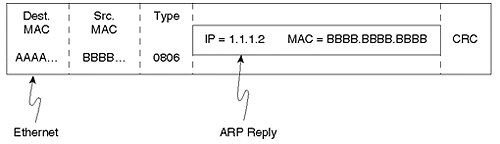 Dest. MAC Src. MAC Type
IP = 1.1.1.2 MAC = BBBB.BBBB.BBBB CRC
AAAA... BBBB... 0806
Ethernet ARP Reply